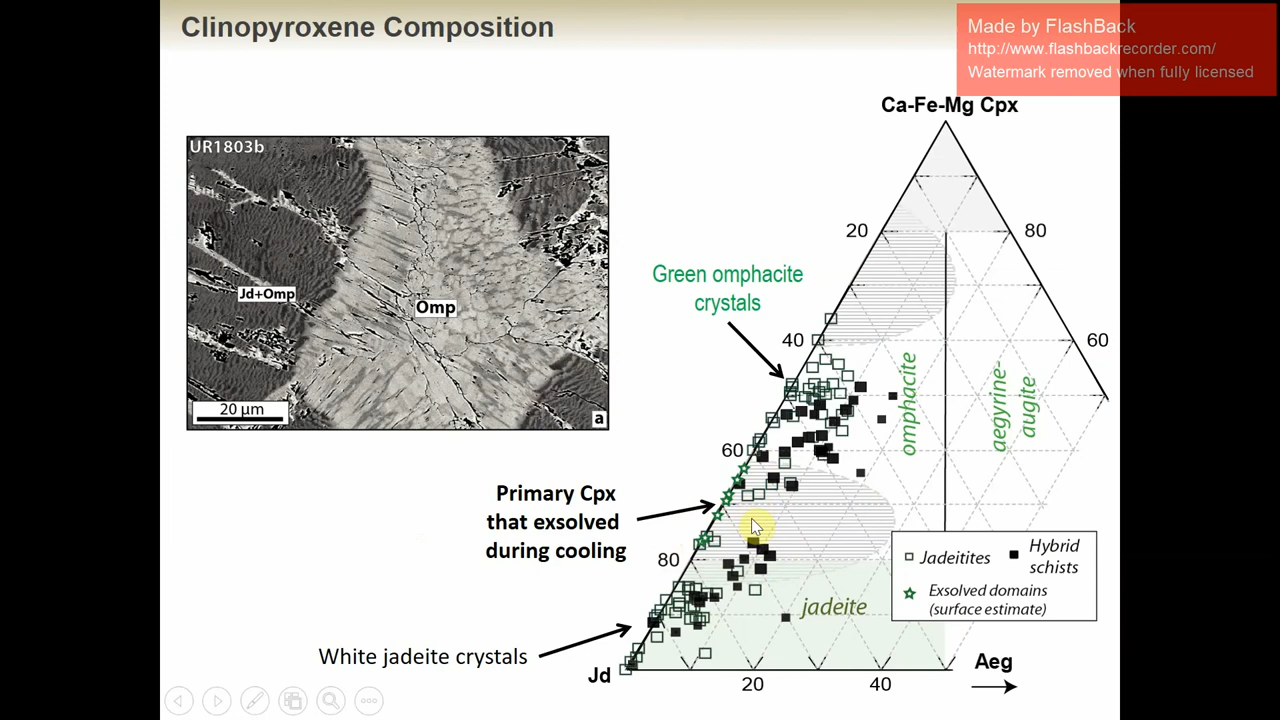 Clinopyroxene Composition
Made by FlashBack
http://www.flashbackrecorder.com/
Watermark removed when fully licensed
Ca-Fe-Mg Cpx
UR1803b
Jd+Omp
Omp
20 µm
a
20
80
Green omphacite
crystals
40
60
omphacite
aegyrine-
augite
60
Primary Cpx
that exsolved
during cooling
80
Jadeitites
Hybrid
schists
Exsolved domains
(surface estimate)
jadeite
White jadeite crystals
Jd
Aeg
20
40